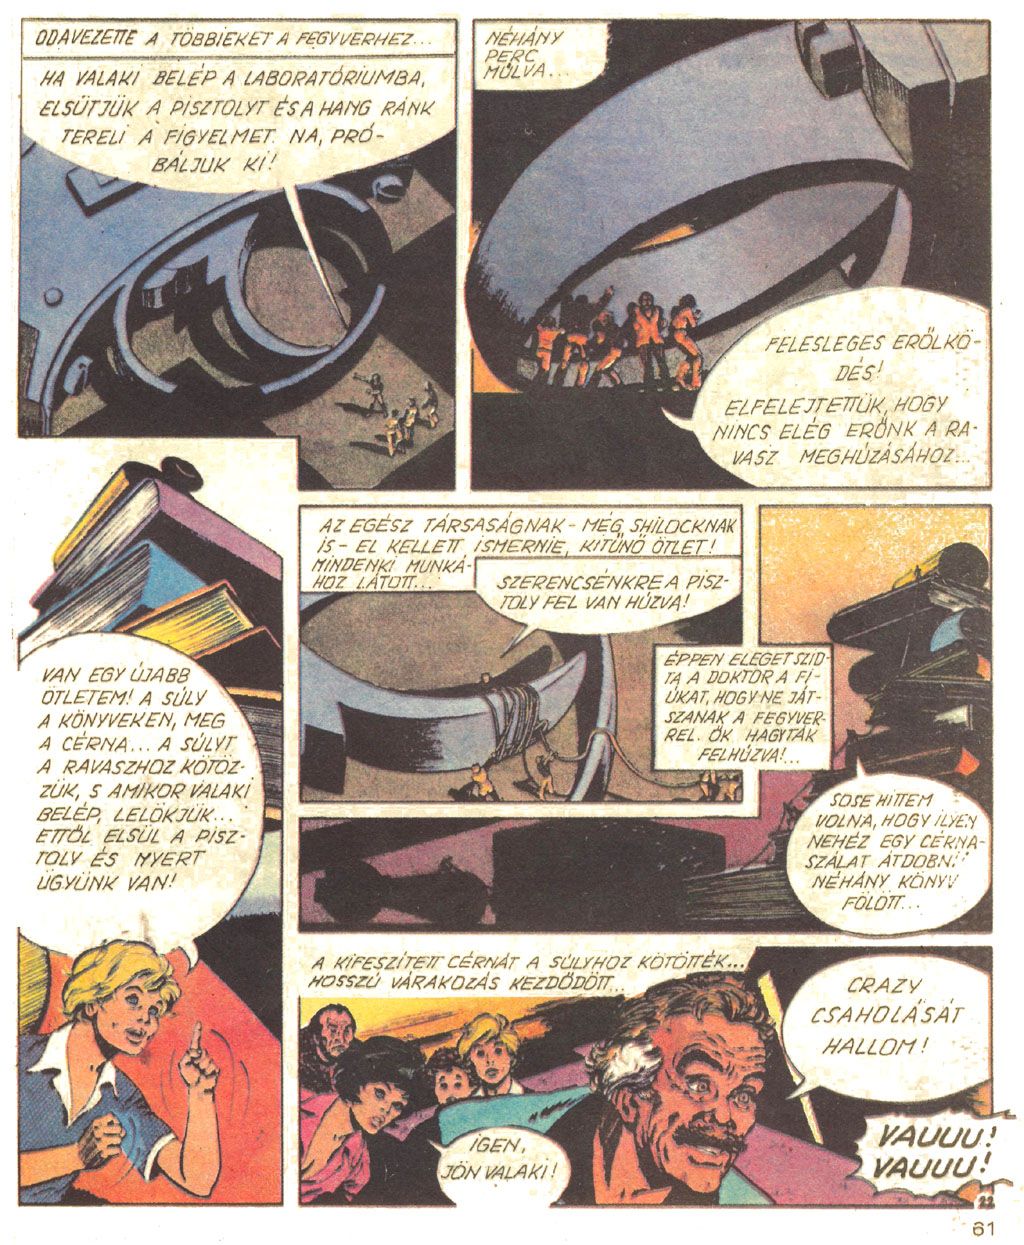 ODAVEZETTE A TÖBBIEKET A FEGYVERHEZ...
HA VALAKI BELÉP A LABORATÓRIUMBA,
ELSÜTJÜK A PISZTOLYT ÉS A HANG RÁNK
TERELI A FIGYELMET. NA, PRÓ-
BÁLJUK KI!
NÉHÁNY
PERC
MÚLVA...
FELESLEGES ERŐLKÖ-
DÉS!
ELFELEJTETTÜK, HOGY
NINCS ELÉG ERŐNK A RA-
VASZ MEGHÚZÁSÁHOZ...
VAN EGY ÚJABB
ÖTLETEM! A SÚLY
A KÖNYVEKEN, MEG
A CÉRNA... A SÚLYT
A RAVASZHOZ KÖTÖZ-
ZÜK, S AMIKOR VALAKI
BELÉP, LELÖKJÜK...
ETTŐL ELSÜL A PISZ-
TOLY ÉS NYERT
ÜGYÜNK VAN!
AZ EGÉSZ TÁRSASÁGNAK - MÉG SHILOCKNAK
IS - EL KELLETT ISMERNIE, KITŰNŐ ÖTLET!
MINDENKI MUNKÁ-
HOZ LÁTOTT...
SZERENCSÉNKRE A PISZ-
TOLY FEL VAN HÚZVA!
ÉPPEN ELEGET SZID-
TA A DOKTOR A FI-
ÚKAT, HOGY NE JÁT-
SZANAK A FEGYVER-
REL. ŐK HAGYTÁK
FELHÚZVA!...
SOSE HITTEM
VOLNA, HOGY ILYEN
NEHÉZ EGY CÉRNA-
SZÁLAT ÁTDOBNI
NÉHÁNY KÖNYV
FÖLÖTT...
A KIFESZÍTETT CÉRNÁT A SÚLYHOZ KÖTÖTTÉK...
HOSSZÚ VÁRAKOZÁS KEZDŐDÖTT...
CRAZY
CSAHOLÁSÁT
HALLOM!
IGEN,
JÖN VALAKI!
VAUUU!
VAUUU!
22
61